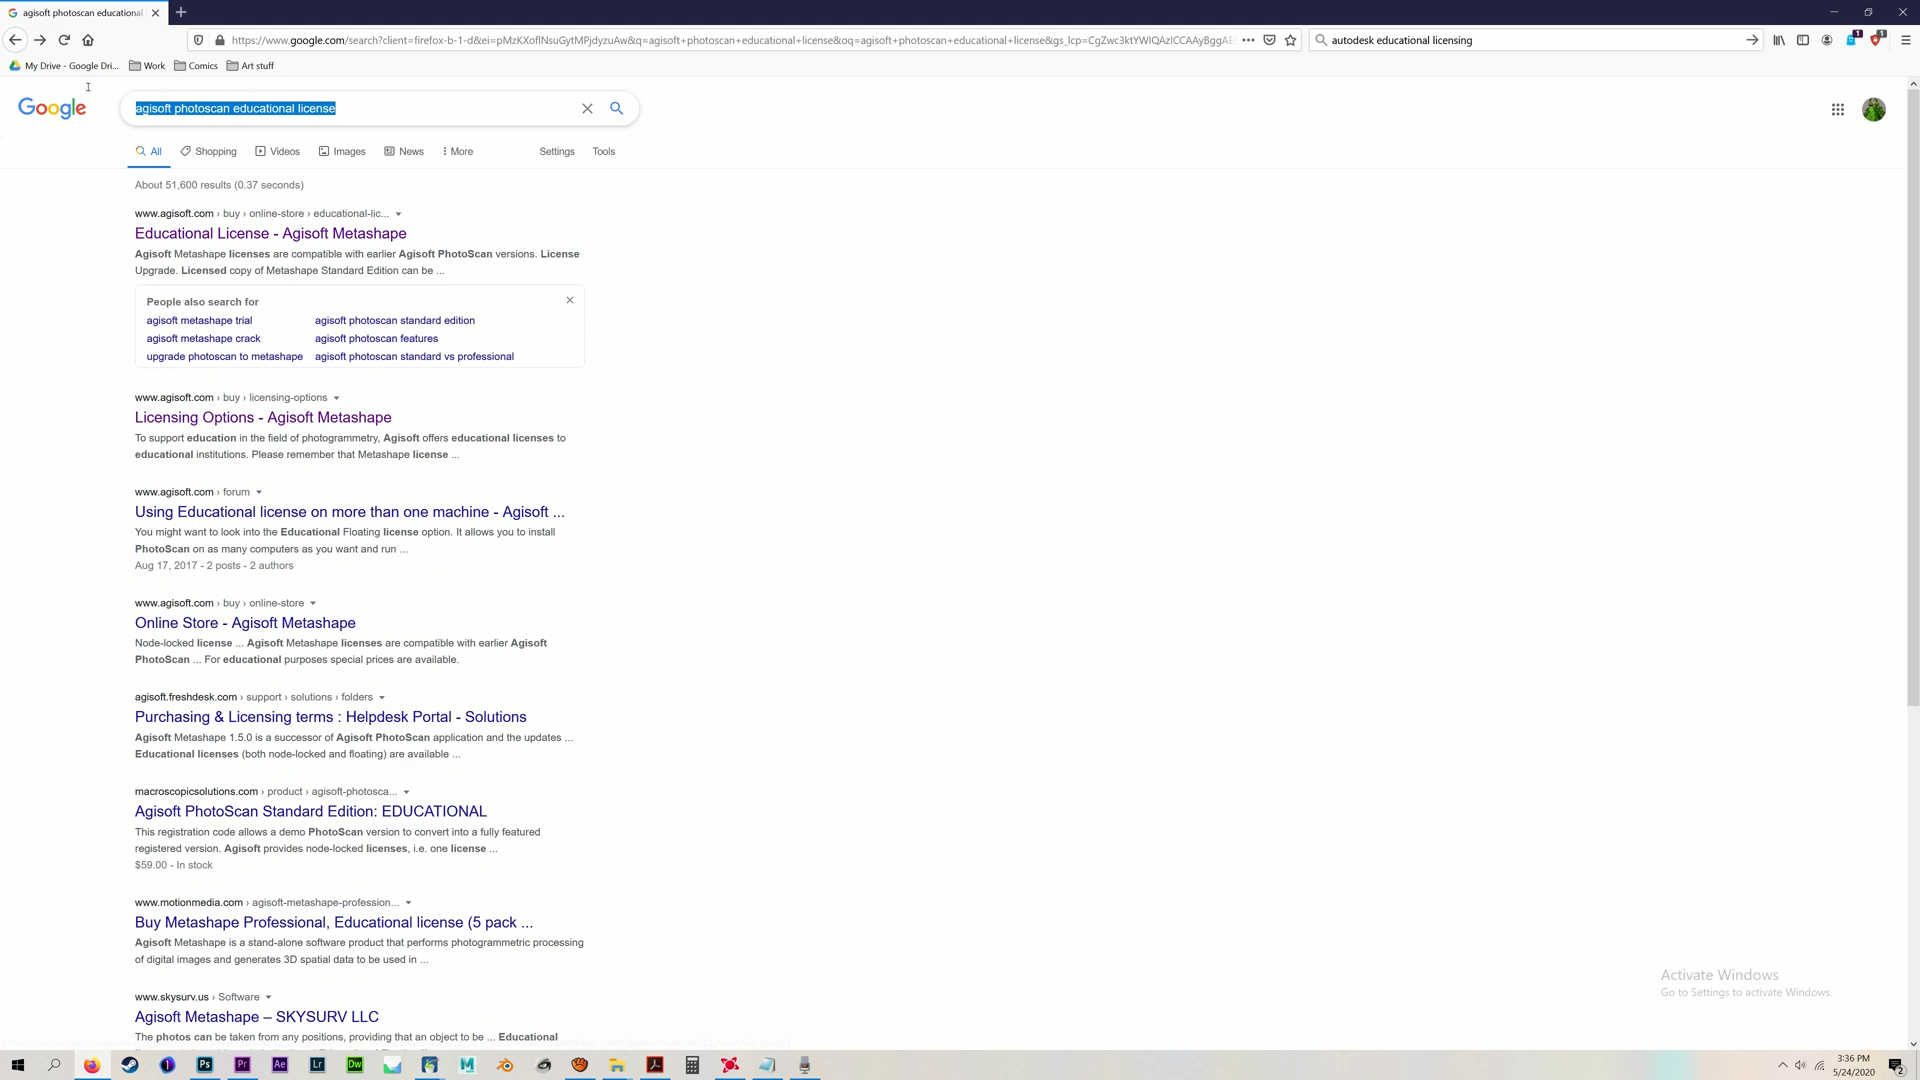 agisoft photoscan educational
https://www.google.com/search?client=firefox-b-1-d&ei=pMzKXoflNsuGytMPjdyzuAw&q=agisoft+photoscan+educational+license&oq=agisoft+photoscan+educational+license&gs_lcp=CgZwc3ktYWIQAzICCAAyBggAE
autodesk educational licensing
My Drive - Google Dri... Work Comics Art stuff
Google
agisoft photoscan educational license
All Shopping Videos Images News More Settings Tools
About 51,600 results (0.37 seconds)
www.agisoft.com › buy › online-store › educational-lic...
Educational License - Agisoft Metashape
Agisoft Metashape licenses are compatible with earlier Agisoft PhotoScan versions. License
Upgrade. Licensed copy of Metashape Standard Edition can be ...
People also search for
agisoft metashape trial agisoft photoscan standard edition
agisoft metashape crack agisoft photoscan features
upgrade photoscan to metashape agisoft photoscan standard vs professional
www.agisoft.com › buy › licensing-options
Licensing Options - Agisoft Metashape
To support education in the field of photogrammetry, Agisoft offers educational licenses to
educational institutions. Please remember that Metashape license ...
www.agisoft.com › forum
Using Educational license on more than one machine - Agisoft ...
You might want to look into the Educational Floating license option. It allows you to install
PhotoScan on as many computers as you want and run ...
Aug 17, 2017 - 2 posts - 2 authors
www.agisoft.com › buy › online-store
Online Store - Agisoft Metashape
Node-locked license ... Agisoft Metashape licenses are compatible with earlier Agisoft
PhotoScan ... For educational purposes special prices are available.
agisoft.freshdesk.com › support › solutions › folders
Purchasing & Licensing terms : Helpdesk Portal - Solutions
Agisoft Metashape 1.5.0 is a successor of Agisoft PhotoScan application and the updates ...
Educational licenses (both node-locked and floating) are available ...
macroscopicsolutions.com › product › agisoft-photosca...
Agisoft PhotoScan Standard Edition: EDUCATIONAL
This registration code allows a demo PhotoScan version to convert into a fully featured
registered version. Agisoft provides node-locked licenses, i.e. one license ...
$59.00 - In stock
www.motionmedia.com › agisoft-metashape-profession...
Buy Metashape Professional, Educational license (5 pack ...
Agisoft Metashape is a stand-alone software product that performs photogrammetric processing
of digital images and generates 3D spatial data to be used in ...
www.skysurv.us › Software
Agisoft Metashape – SKYSURV LLC
The photos can be taken from any positions, providing that an object to be ... Educational
Activate Windows
Go to Settings to activate Windows.
Ps Pr Ae Lr Dw M
3:36 PM
5/24/2020